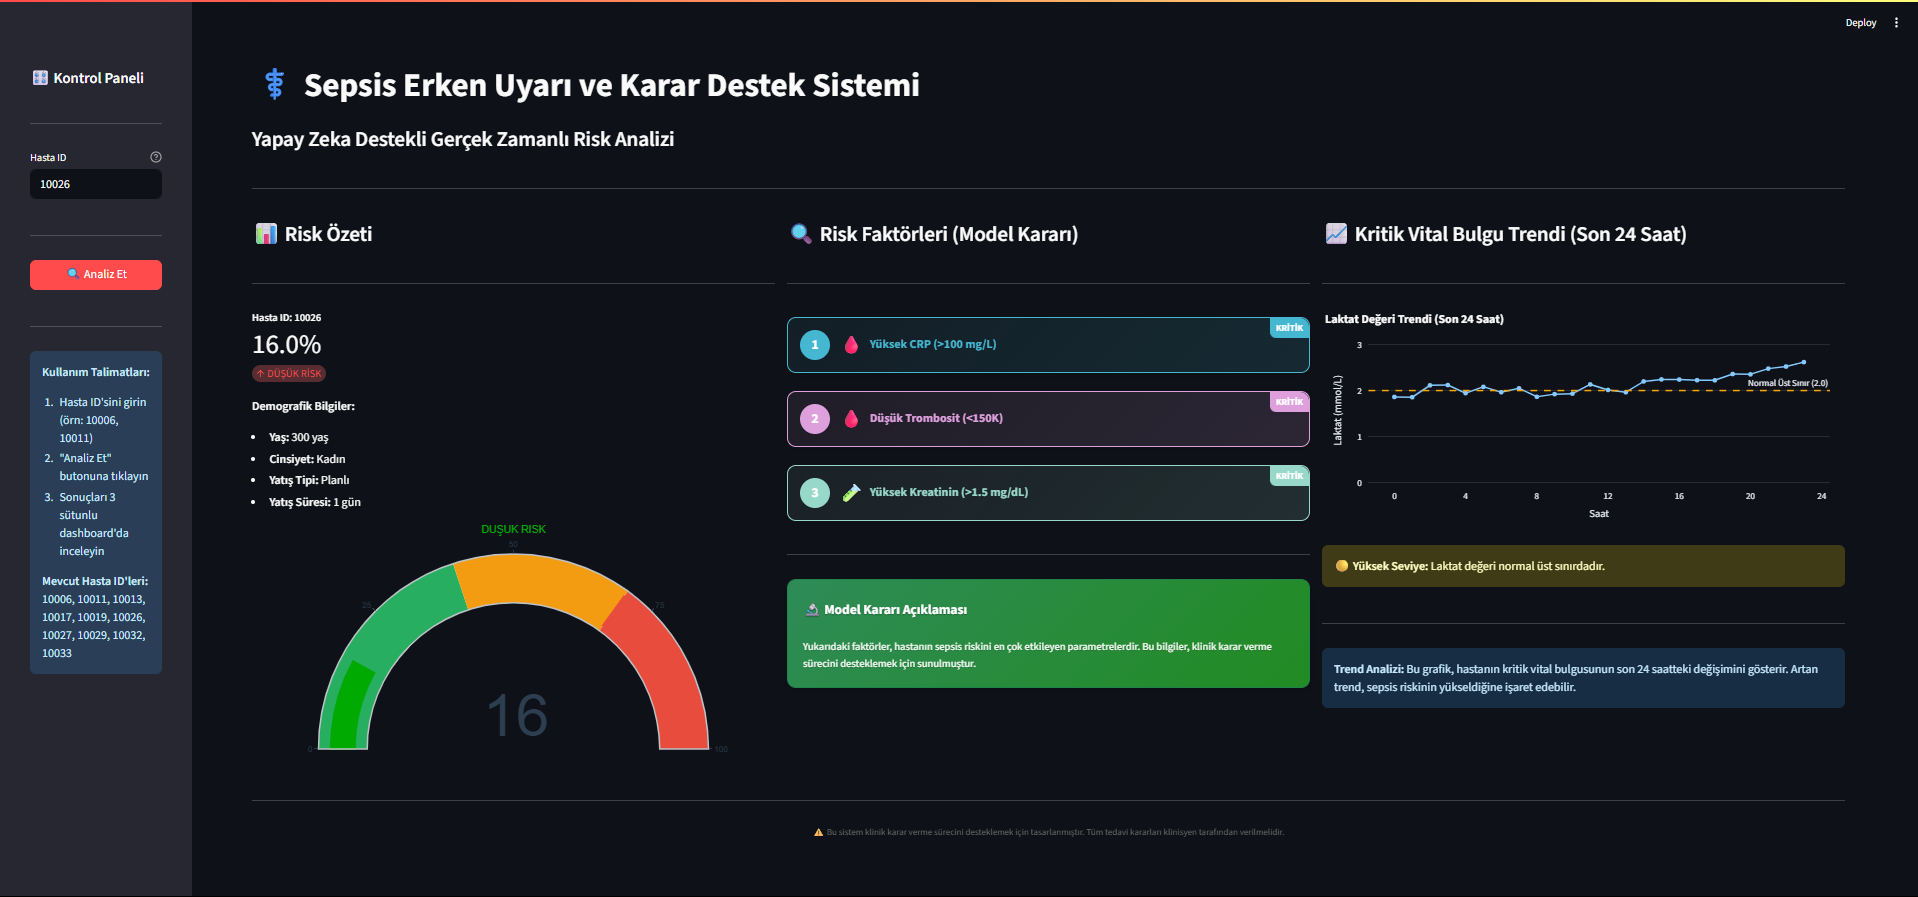 Deploy
Kontrol Paneli
Hasta ID
10026
Analiz Et
Kullanım Talimatları:
1. Hasta ID'sini girin
(örn: 10006,
10011)
2. "Analiz Et"
butonuna tıklayın
3. Sonuçları 3
sütunlu
dashboard'da
inceleyin
Mevcut Hasta ID'leri:
10006, 10011, 10013,
10017, 10019, 10026,
10027, 10029, 10032,
10033
Sepsis Erken Uyarı ve Karar Destek Sistemi
Yapay Zeka Destekli Gerçek Zamanlı Risk Analizi
Risk Özeti
Hasta ID: 10026
16.0%
↑ DÜŞÜK RİSK
Demografik Bilgiler:
• Yaş: 300 yaş
• Cinsiyet: Kadın
• Yatış Tipi: Planlı
• Yatış Süresi: 1 gün
DÜŞÜK RİSK
0
25
50
75
100
16
Risk Faktörleri (Model Kararı)
KRİTİK
1 Yüksek CRP (>100 mg/L)
KRİTİK
2 Düşük Trombosit (<150K)
KRİTİK
3 Yüksek Kreatinin (>1.5 mg/dL)
Model Kararı Açıklaması
Yukarıdaki faktörler, hastanın sepsis riskini en çok etkileyen parametrelerdir. Bu bilgiler, klinik karar verme
sürecini desteklemek için sunulmuştur.
Kritik Vital Bulgu Trendi (Son 24 Saat)
Laktat Değeri Trendi (Son 24 Saat)
Laktat (mmol/L)
3
2
1
0
Normal Üst Sınır (2.0)
0 4 8 12 16 20 24
Saat
Yüksek Seviye: Laktat değeri normal üst sınırdadır.
Trend Analizi: Bu grafik, hastanın kritik vital bulgusunun son 24 saatteki değişimini gösterir. Artan
trend, sepsis riskinin yükseldiğine işaret edebilir.
Bu sistem klinik karar verme sürecini desteklemek için tasarlanmıştır. Tüm tedavi kararları klinisyen tarafından verilmelidir.